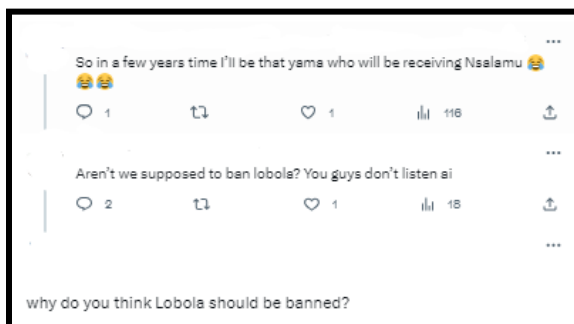 So in a few years time I'll be that yama who will be receiving Nsalamu 😂
😂😂
1 1 116
Aren't we supposed to ban lobola? You guys don't listen ai
2 1 18
why do you think Lobola should be banned?